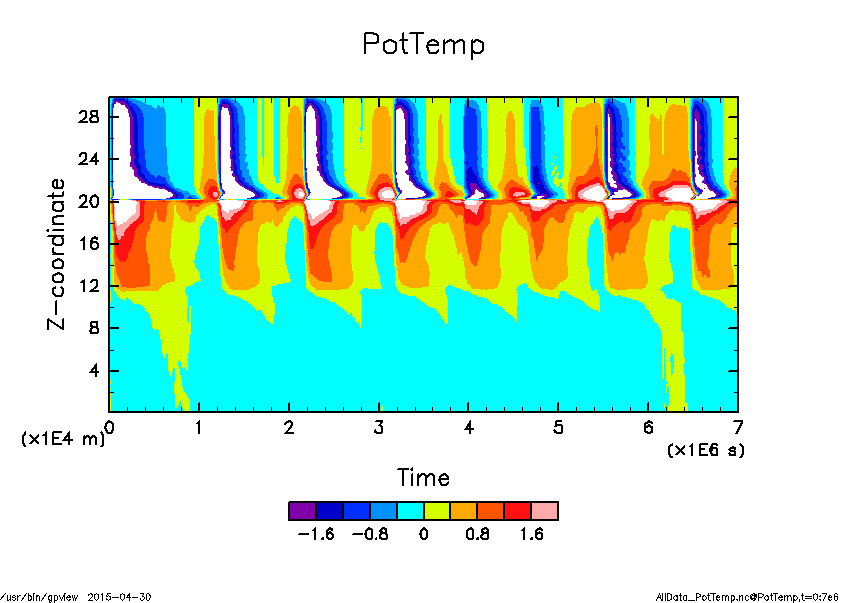 PotTemp
28
24
20
16
12
8
4
Z-coordinate
0 1 2 3 4 5 6 7
(×1E4 m)
(×1E6 s)
Time
-1.6 -0.8 0 0.8 1.6
/usr/bin/gpview 2015-04-30
AllData_PotTemp.nc@PotTemp,t=0:7e6